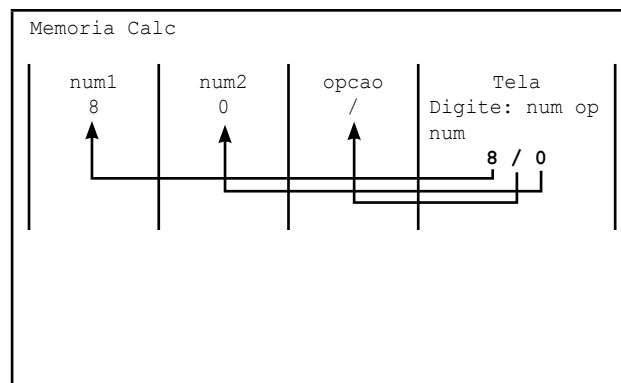 Memoria Calc
num1 num2 opcao Tela
8 0 / Digite: num op
num
8 / 0